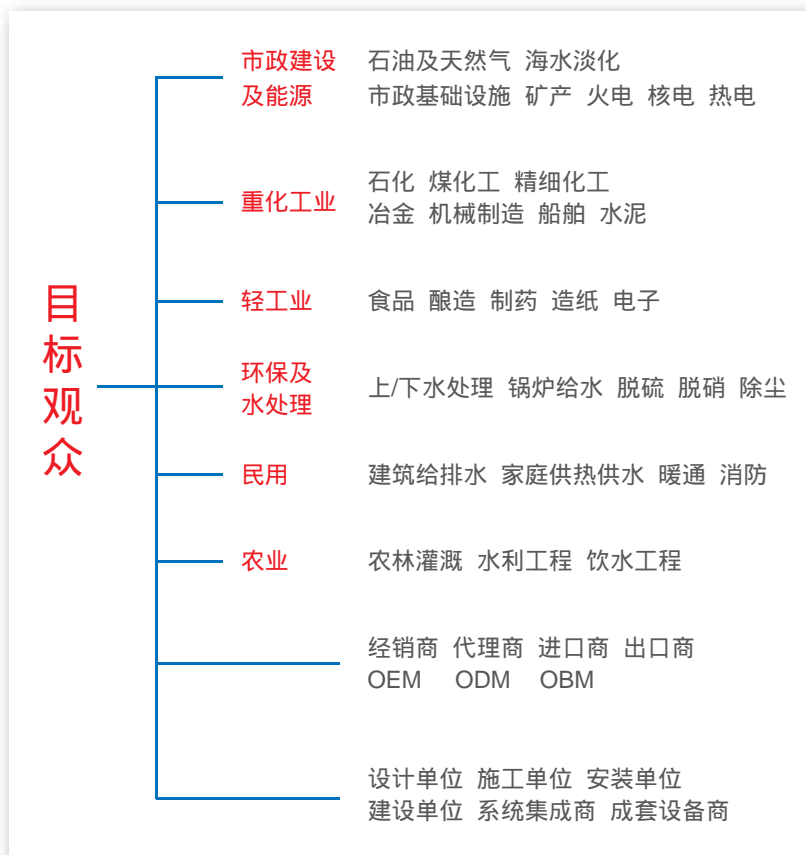 目标观众
市政建设
及能源
石油及天然气 海水淡化
市政基础设施 矿产 火电 核电 热电
重化工业
石化 煤化工 精细化工
冶金 机械制造 船舶 水泥
轻工业
食品 酿造 制药 造纸 电子
环保及
水处理
上/下水处理 锅炉给水 脱硫 脱硝 除尘
民用
建筑给排水 家庭供热供水 暖通 消防
农业
农林灌溉 水利工程 饮水工程
经销商 代理商 进口商 出口商
OEM ODM OBM
设计单位 施工单位 安装单位
建设单位 系统集成商 成套设备商